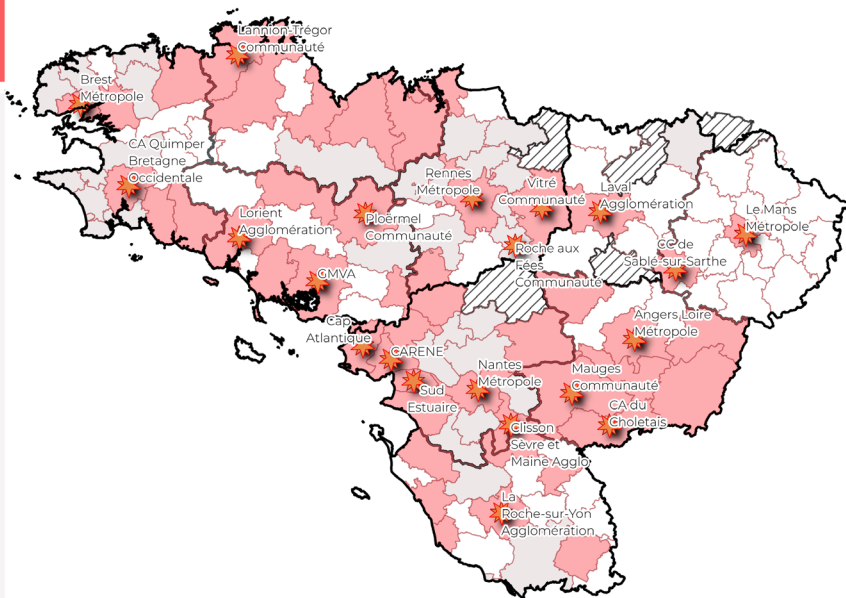 Lannion-Trégor
Communauté
Brest
Métropole
CA Quimper
Bretagne
Occidentale
Lorient
Agglomération
Ploërmel
Communauté
GMVA
Rennes
Métropole
Vitré
Communauté
Laval
Agglomération
Le Mans
Métropole
Roche aux
Fées
Communauté
CC de
Sablé-sur-Sarthe
Cap
Atlantique
CARENE
Sud
Estuaire
Nantes
Métropole
Angers Loire
Métropole
Mauges
Communauté
CA du
Choletais
Clisson
Sèvre et
Maine Agglo
La
Roche-sur-Yon
Agglomération